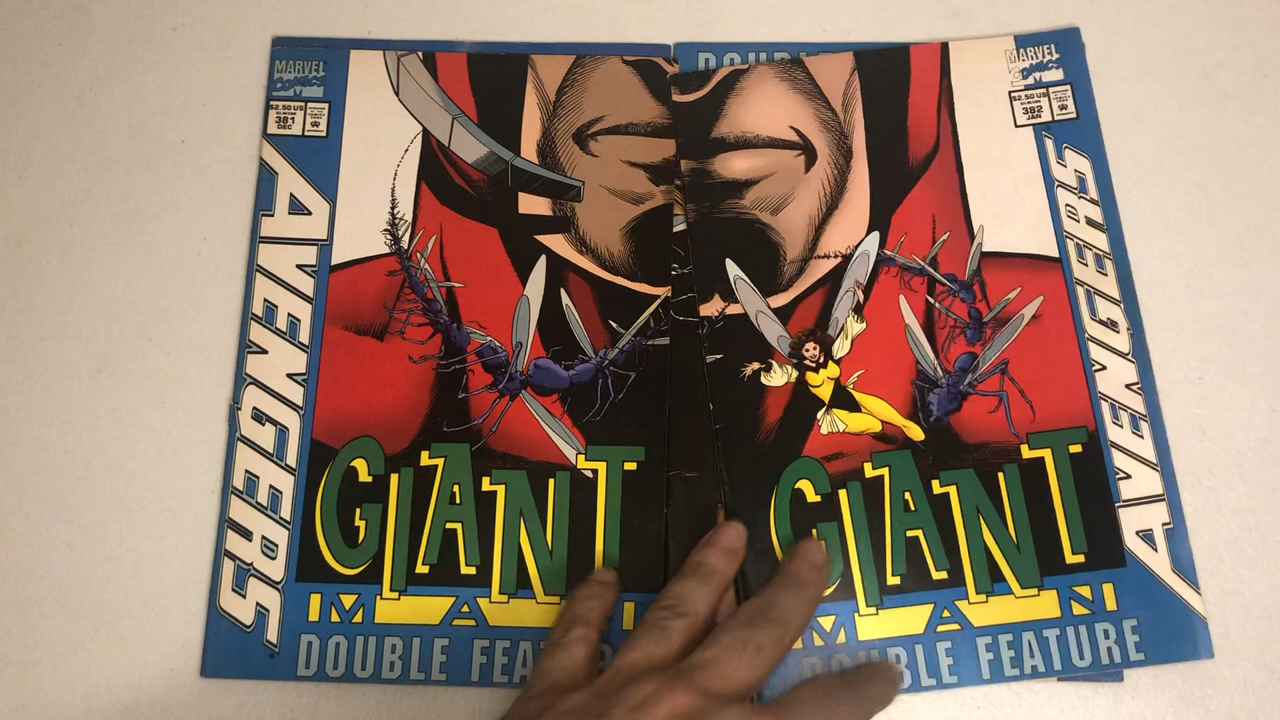 MARVEL
COMICS
$2.50 US
381
DEC
AVENGERS
GIANT
MAN
DOUBLE FEATURE
DOUBLE
MARVEL
COMICS
$2.50 US
382
JAN
AVENGERS
GIANT
MAN
DOUBLE FEATURE